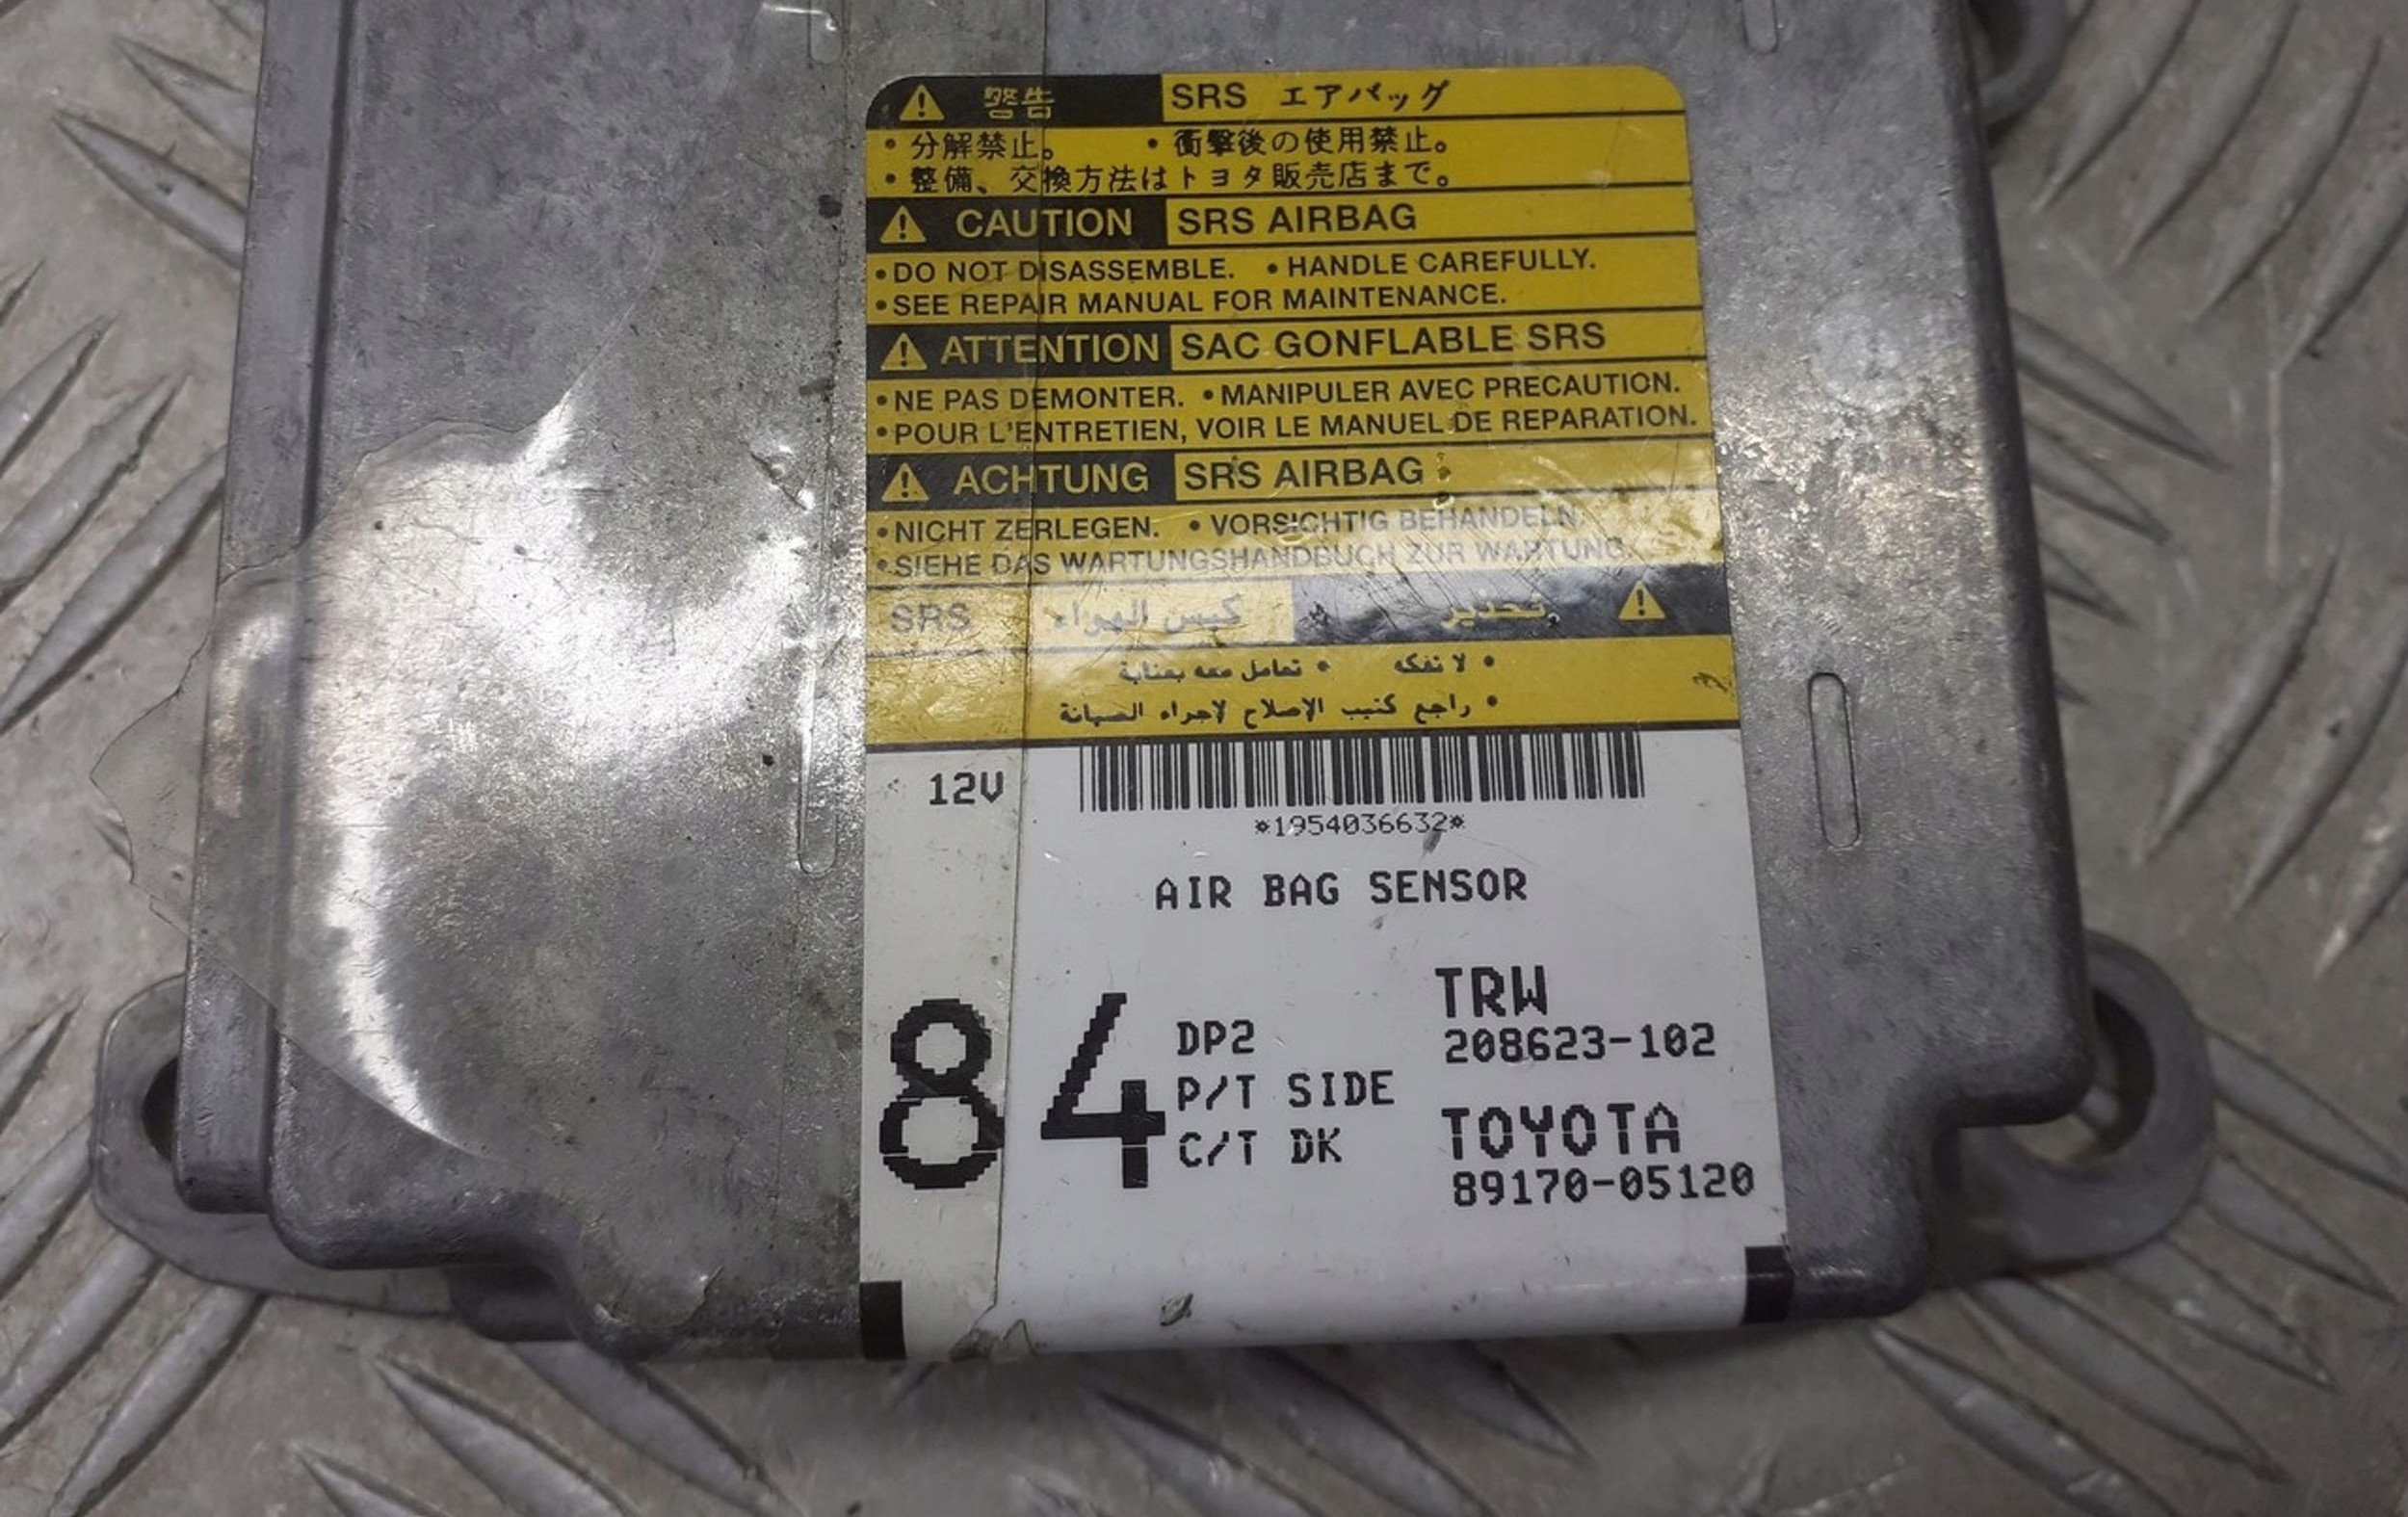 ⚠ 警告 SRS エアバッグ
・分解禁止。 ・衝撃後の使用禁止。
・整備、交換方法はトヨタ販売店まで。
⚠ CAUTION SRS AIRBAG
•DO NOT DISASSEMBLE. •HANDLE CAREFULLY.
•SEE REPAIR MANUAL FOR MAINTENANCE.
⚠ ATTENTION SAC GONFLABLE SRS
•NE PAS DEMONTER. •MANIPULER AVEC PRECAUTION.
•POUR L'ENTRETIEN, VOIR LE MANUEL DE REPARATION.
⚠ ACHTUNG SRS AIRBAG
•NICHT ZERLEGEN. •VORSICHTIG BEHANDELN.
•SIEHE DAS WARTUNGSHANDBUCH ZUR WARTUNG.
⚠ تحذير كيس الهواء SRS
• لا تفكه • تعامل معه بعناية
• راجع كتيب الإصلاح لاجراء الصيانة
12V
*1954036632*
AIR BAG SENSOR
84
DP2
P/T SIDE
C/T DK
TRW
208623-102
TOYOTA
89170-05120